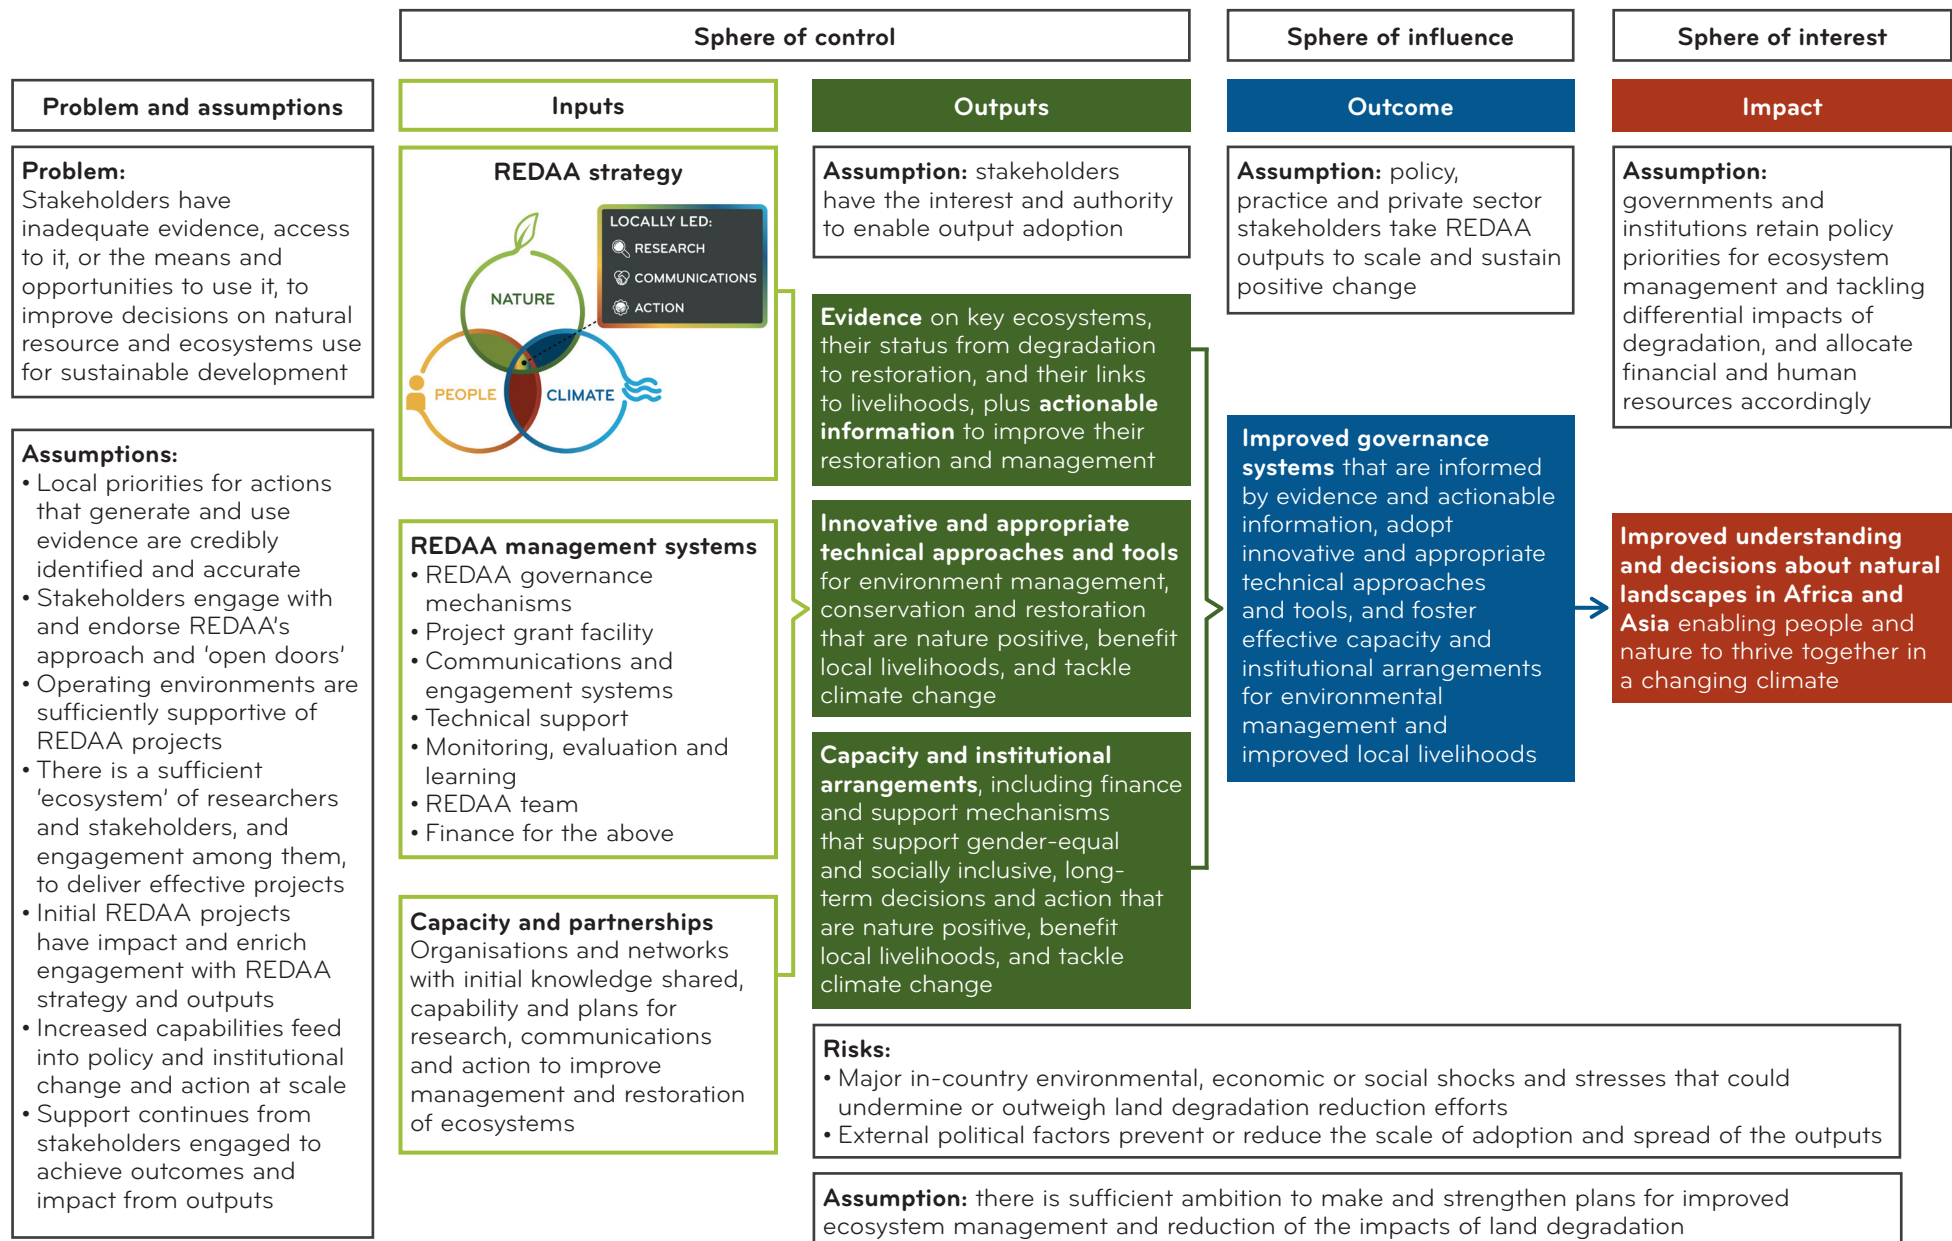 Sphere of control
Sphere of influence
Sphere of interest
Problem and assumptions
Inputs
Outputs
Outcome
Impact
Problem:
Stakeholders have
inadequate evidence, access
to it, or the means and
opportunities to use it, to
improve decisions on natural
resource and ecosystems use
for sustainable development
Assumptions:
• Local priorities for actions
that generate and use
evidence are credibly
identified and accurate
• Stakeholders engage with
and endorse REDAA's
approach and 'open doors'
• Operating environments are
sufficiently supportive of
REDAA projects
• There is a sufficient
'ecosystem' of researchers
and stakeholders, and
engagement among them,
to deliver effective projects
• Initial REDAA projects
have impact and enrich
engagement with REDAA
strategy and outputs
• Increased capabilities feed
into policy and institutional
change and action at scale
• Support continues from
stakeholders engaged to
achieve outcomes and
impact from outputs
REDAA strategy
LOCALLY LED:
RESEARCH
COMMUNICATIONS
ACTION
NATURE
PEOPLE
CLIMATE
REDAA management systems
• REDAA governance
mechanisms
• Project grant facility
• Communications and
engagement systems
• Technical support
• Monitoring, evaluation and
learning
• REDAA team
• Finance for the above
Capacity and partnerships
Organisations and networks
with initial knowledge shared,
capability and plans for
research, communications
and action to improve
management and restoration
of ecosystems
Assumption: stakeholders
have the interest and authority
to enable output adoption
Evidence on key ecosystems,
their status from degradation
to restoration, and their links
to livelihoods, plus actionable
information to improve their
restoration and management
Innovative and appropriate
technical approaches and tools
for environment management,
conservation and restoration
that are nature positive, benefit
local livelihoods, and tackle
climate change
Capacity and institutional
arrangements, including finance
and support mechanisms
that support gender-equal
and socially inclusive, long-
term decisions and action that
are nature positive, benefit
local livelihoods, and tackle
climate change
Assumption: policy,
practice and private sector
stakeholders take REDAA
outputs to scale and sustain
positive change
Improved governance
systems that are informed
by evidence and actionable
information, adopt
innovative and appropriate
technical approaches
and tools, and foster
effective capacity and
institutional arrangements
for environmental
management and
improved local livelihoods
Assumption:
governments and
institutions retain policy
priorities for ecosystem
management and tackling
differential impacts of
degradation, and allocate
financial and human
resources accordingly
Improved understanding
and decisions about natural
landscapes in Africa and
Asia enabling people and
nature to thrive together in
a changing climate
Risks:
• Major in-country environmental, economic or social shocks and stresses that could
undermine or outweigh land degradation reduction efforts
• External political factors prevent or reduce the scale of adoption and spread of the outputs
Assumption: there is sufficient ambition to make and strengthen plans for improved
ecosystem management and reduction of the impacts of land degradation